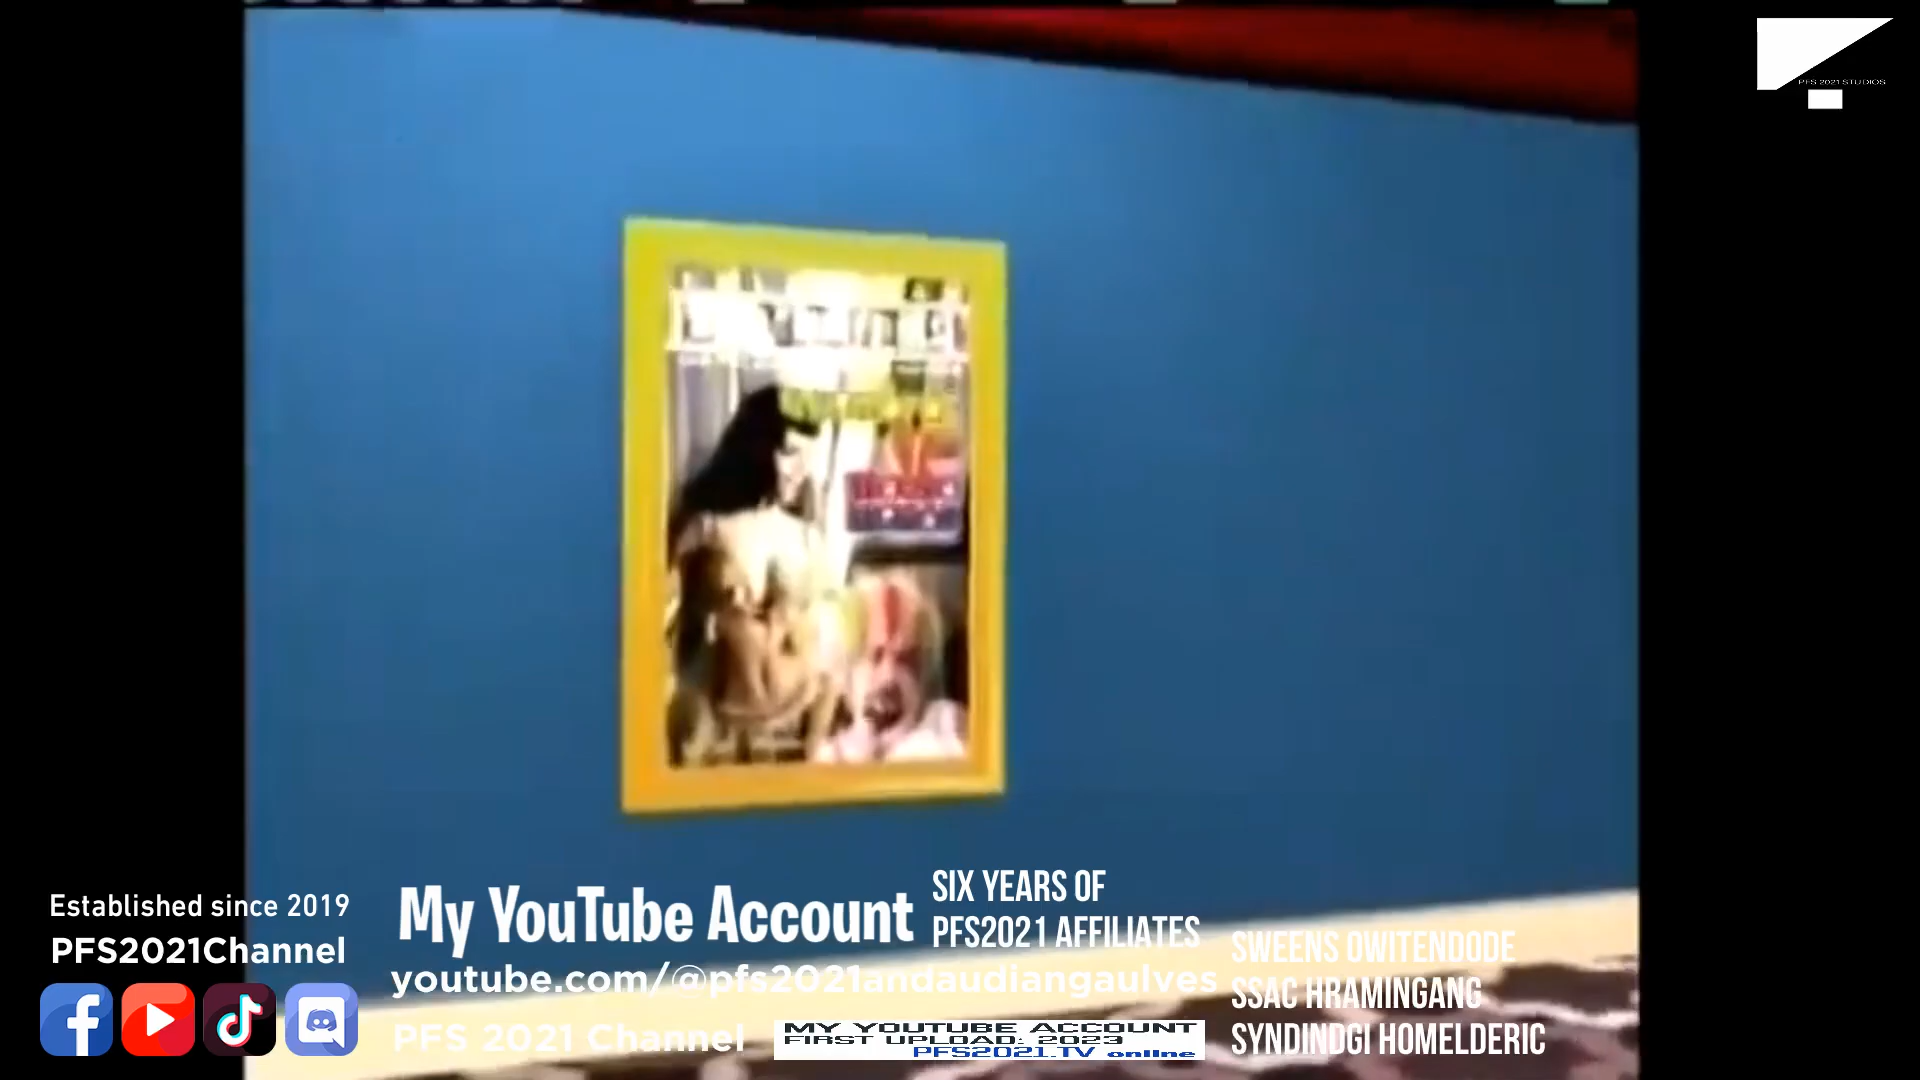 PFS 2021 STUDIOS
Established since 2019
PFS2021Channel
My YouTube Account
SIX YEARS OF
PFS2021 AFFILIATES
youtube.com/@pfs2021andaudiangaulves
PFS 2021 Channel
MY YOUTUBE ACCOUNT
FIRST UPLOAD: 2023
PFS2021.TV online
SWEENS OWITENDODE
SSAC HRAMINGANG
SYNDINDGI HOMELDERIC